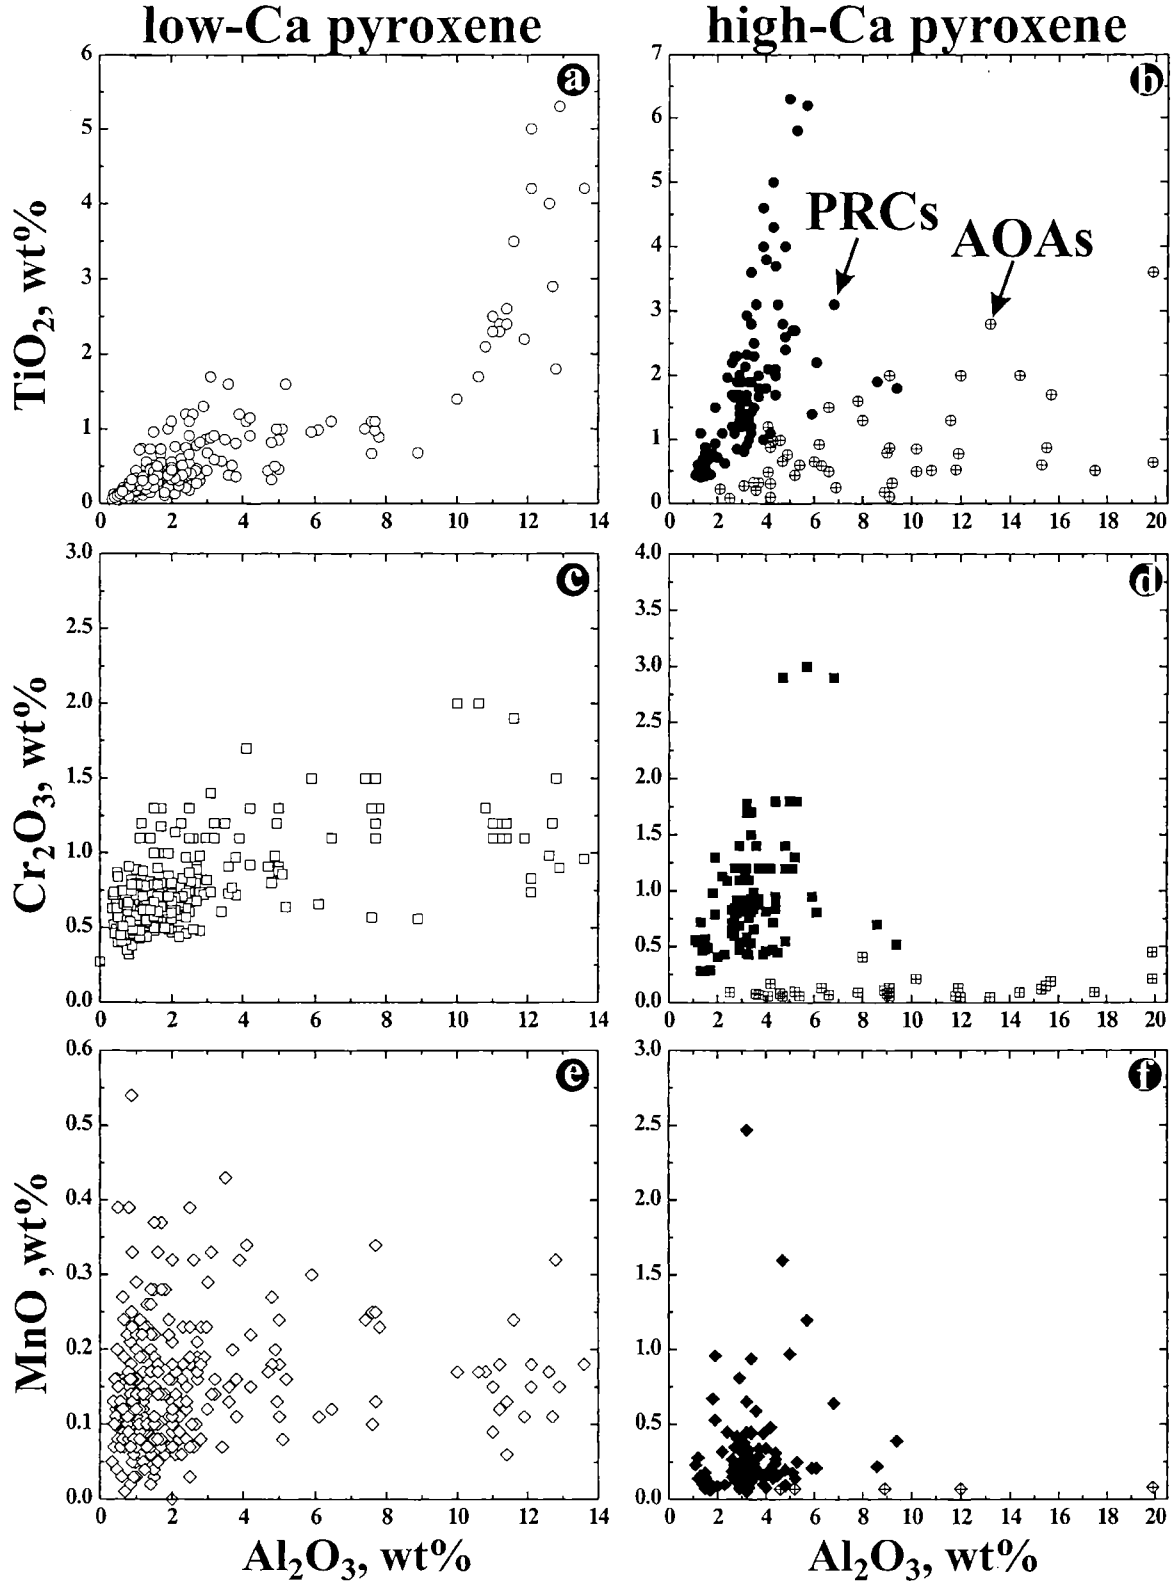 low-Ca pyroxene
high-Ca pyroxene
TiO2, wt%
6
5
4
3
2
1
0
a
0 2 4 6 8 10 12 14
7
6
5
4
3
2
1
0
b
PRCs
AOAs
0 2 4 6 8 10 12 14 16 18 20
Cr2O3, wt%
3.0
2.5
2.0
1.5
1.0
0.5
0.0
c
0 2 4 6 8 10 12 14
4.0
3.5
3.0
2.5
2.0
1.5
1.0
0.5
0.0
d
0 2 4 6 8 10 12 14 16 18 20
MnO ,wt%
0.6
0.5
0.4
0.3
0.2
0.1
0.0
e
0 2 4 6 8 10 12 14
Al2O3, wt%
3.0
2.5
2.0
1.5
1.0
0.5
0.0
f
0 2 4 6 8 10 12 14 16 18 20
Al2O3, wt%